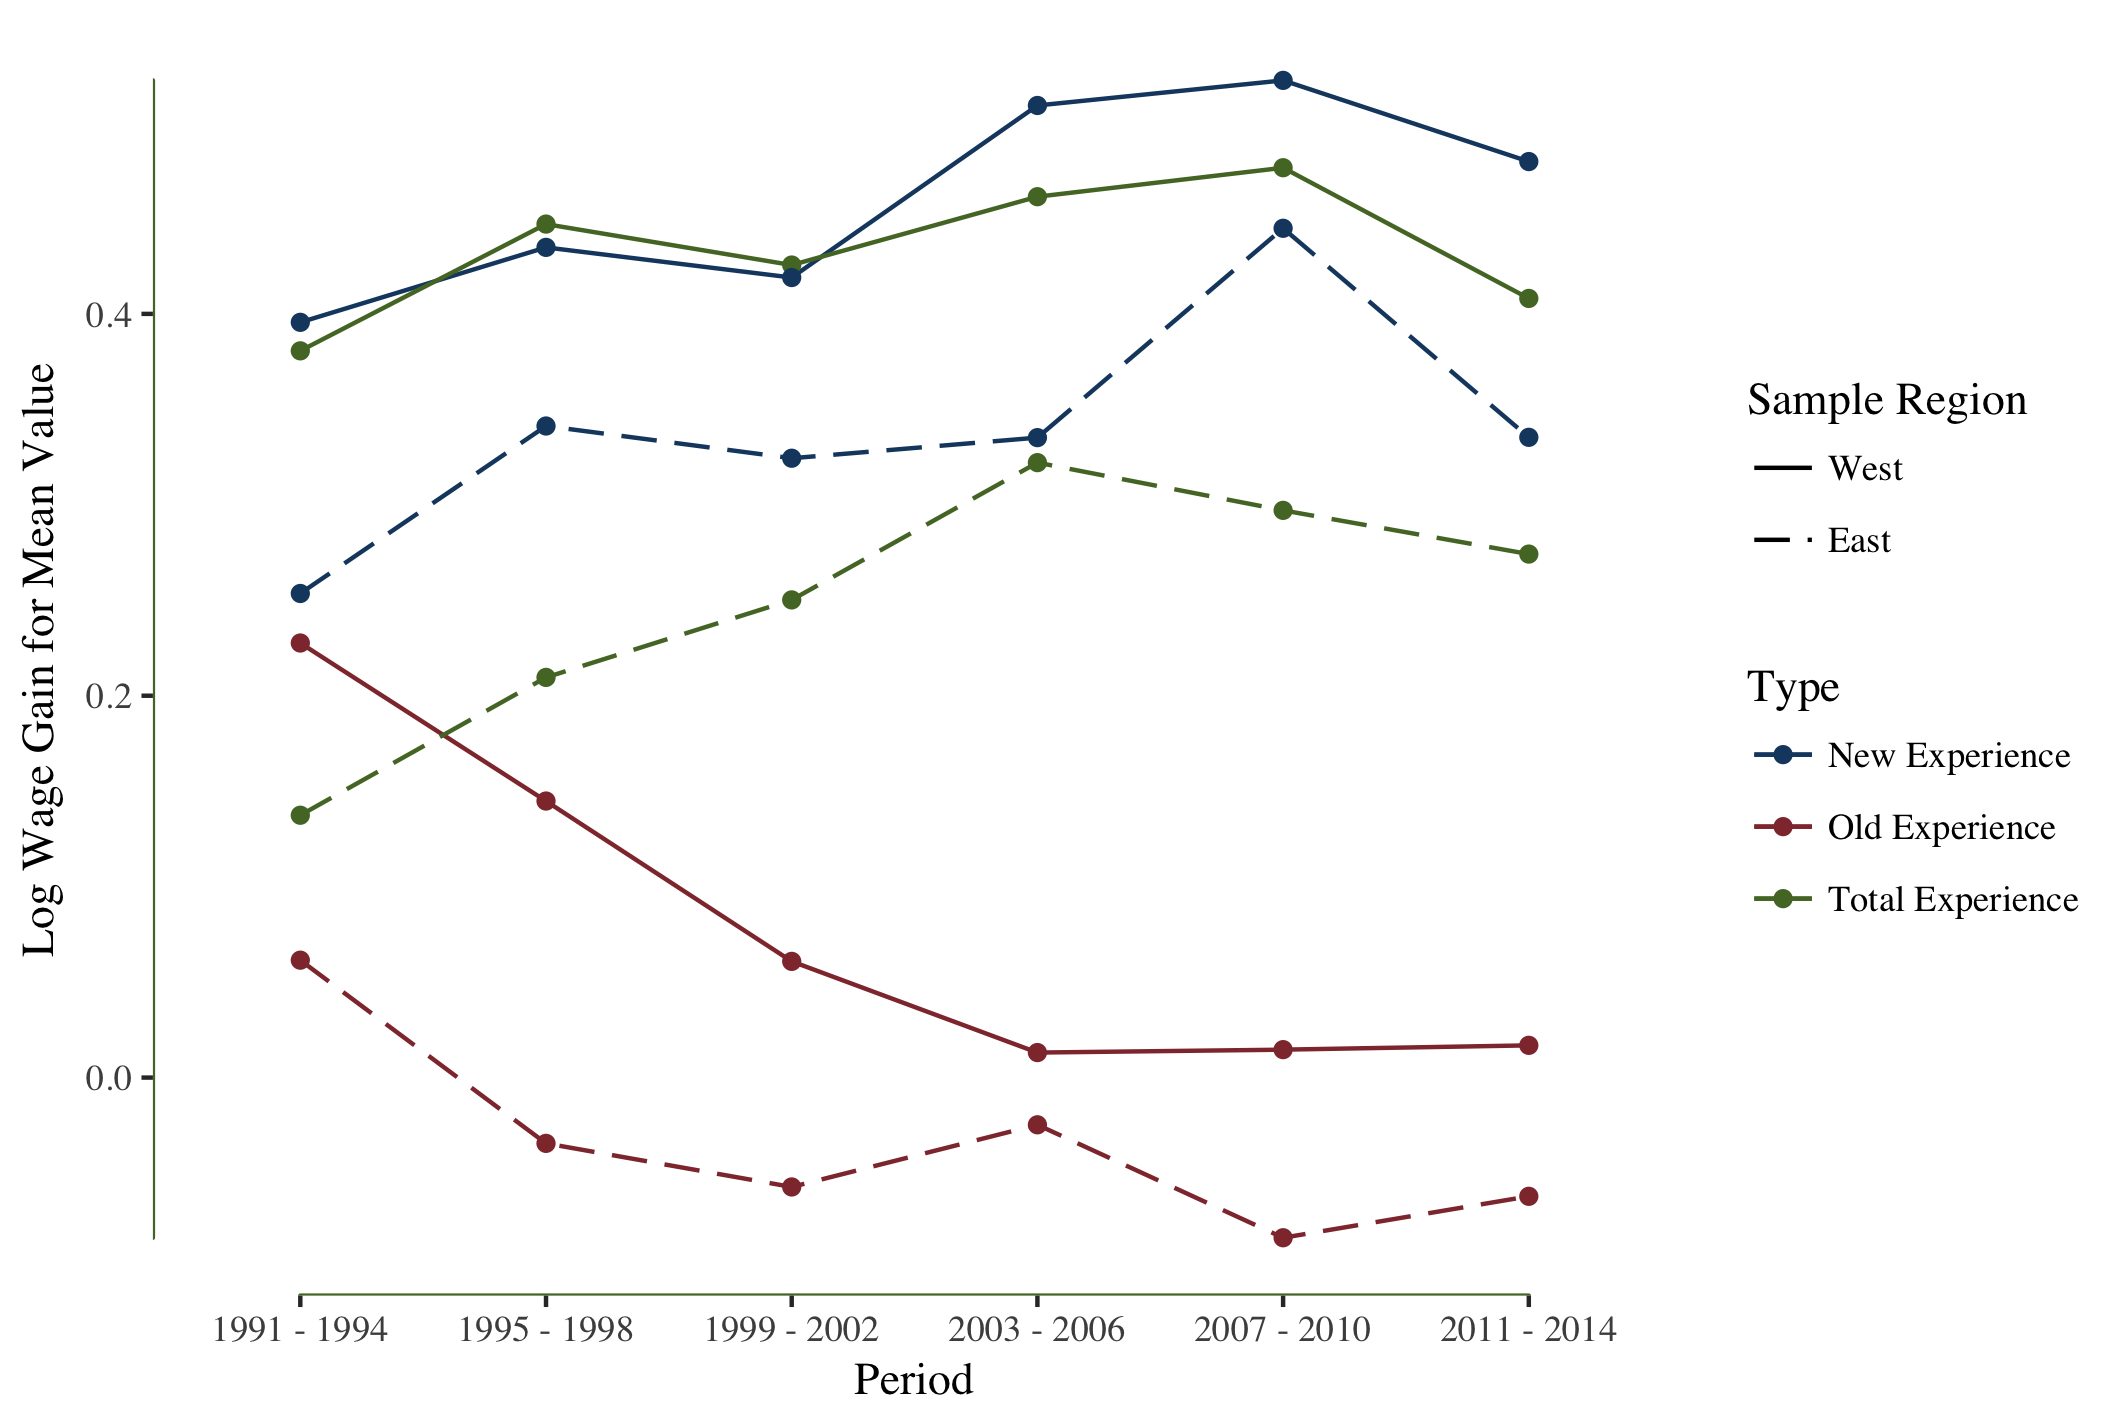 Log Wage Gain for Mean Value
0.4
0.2
0.0
1991 - 1994
1995 - 1998
1999 - 2002
2003 - 2006
2007 - 2010
2011 - 2014
Period
Sample Region
West
East
Type
New Experience
Old Experience
Total Experience